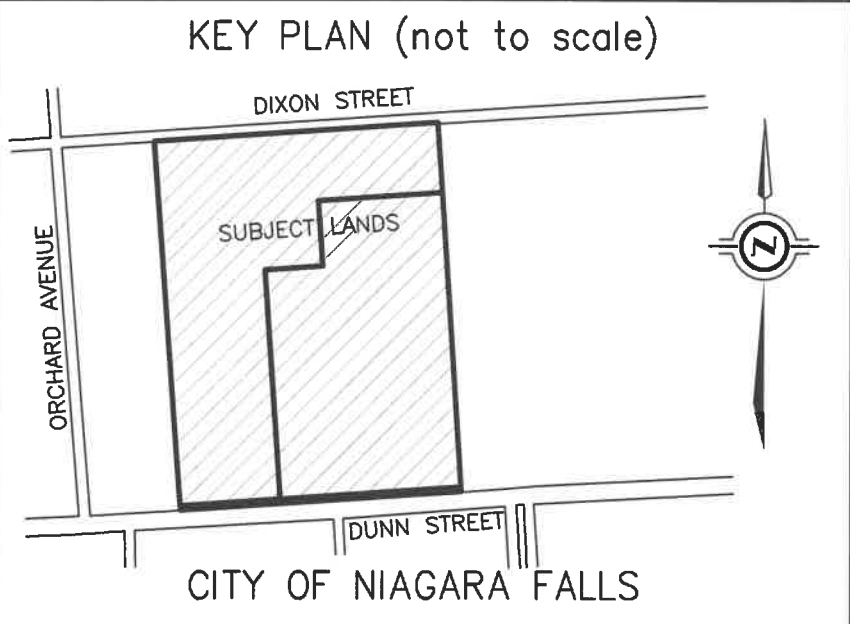 KEY PLAN (not to scale)
DIXON STREET
SUBJECT LANDS
ORCHARD AVENUE
N
DUNN STREET
CITY OF NIAGARA FALLS